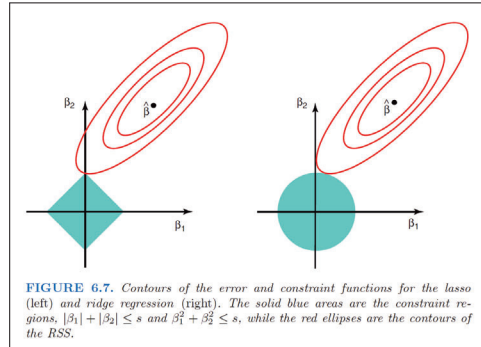 β2
β^
β1
β2
β^
β1
FIGURE 6.7. Contours of the error and constraint functions for the lasso
(left) and ridge regression (right). The solid blue areas are the constraint re-
gions, |β1| + |β2| ≤ s and β1² + β2² ≤ s, while the red ellipses are the contours of
the RSS.